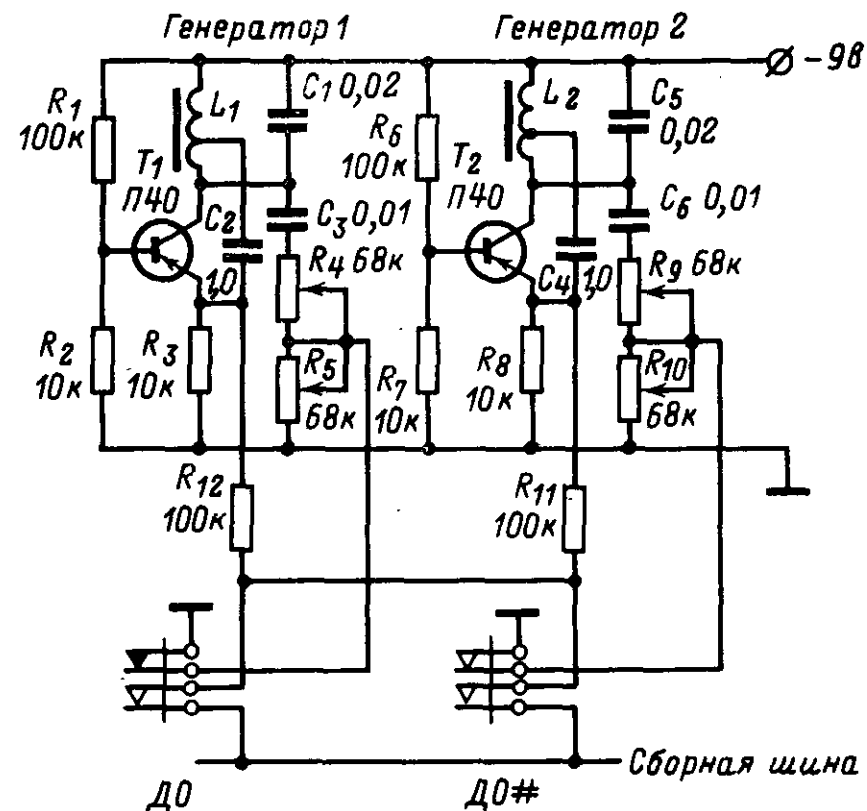 Генератор 1
Генератор 2
-9в
R1
100к
L1
C1 0,02
R6
100к
L2
C5
0,02
T1
П40
C2
1,0
C3 0,01
R4 68к
T2
П40
C4 1,0
C6 0,01
R9 68к
R2
10к
R3
10к
R5
68к
R7
10к
R8
10к
R10
68к
R12
100к
R11
100к
Сборная шина
ДО
ДО#